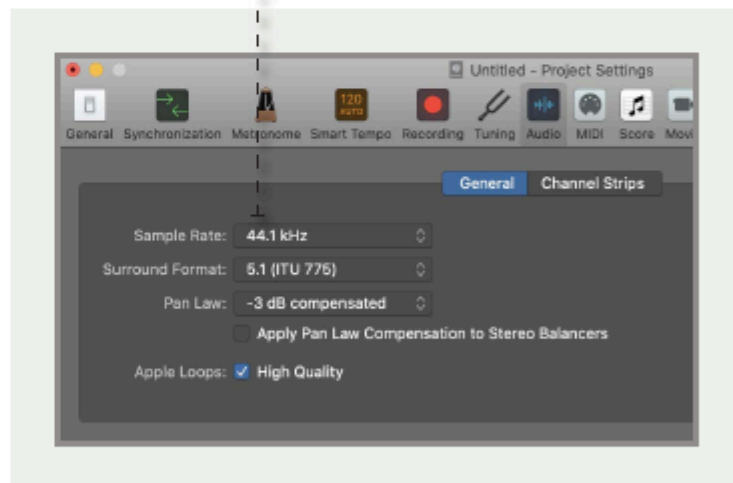 Untitled - Project Settings
120
AUTO
General Synchronization Metronome Smart Tempo Recording Tuning Audio MIDI Score Movi
General Channel Strips
Sample Rate: 44.1 kHz
Surround Format: 5.1 (ITU 775)
Pan Law: -3 dB compensated
Apply Pan Law Compensation to Stereo Balancers
Apple Loops: High Quality